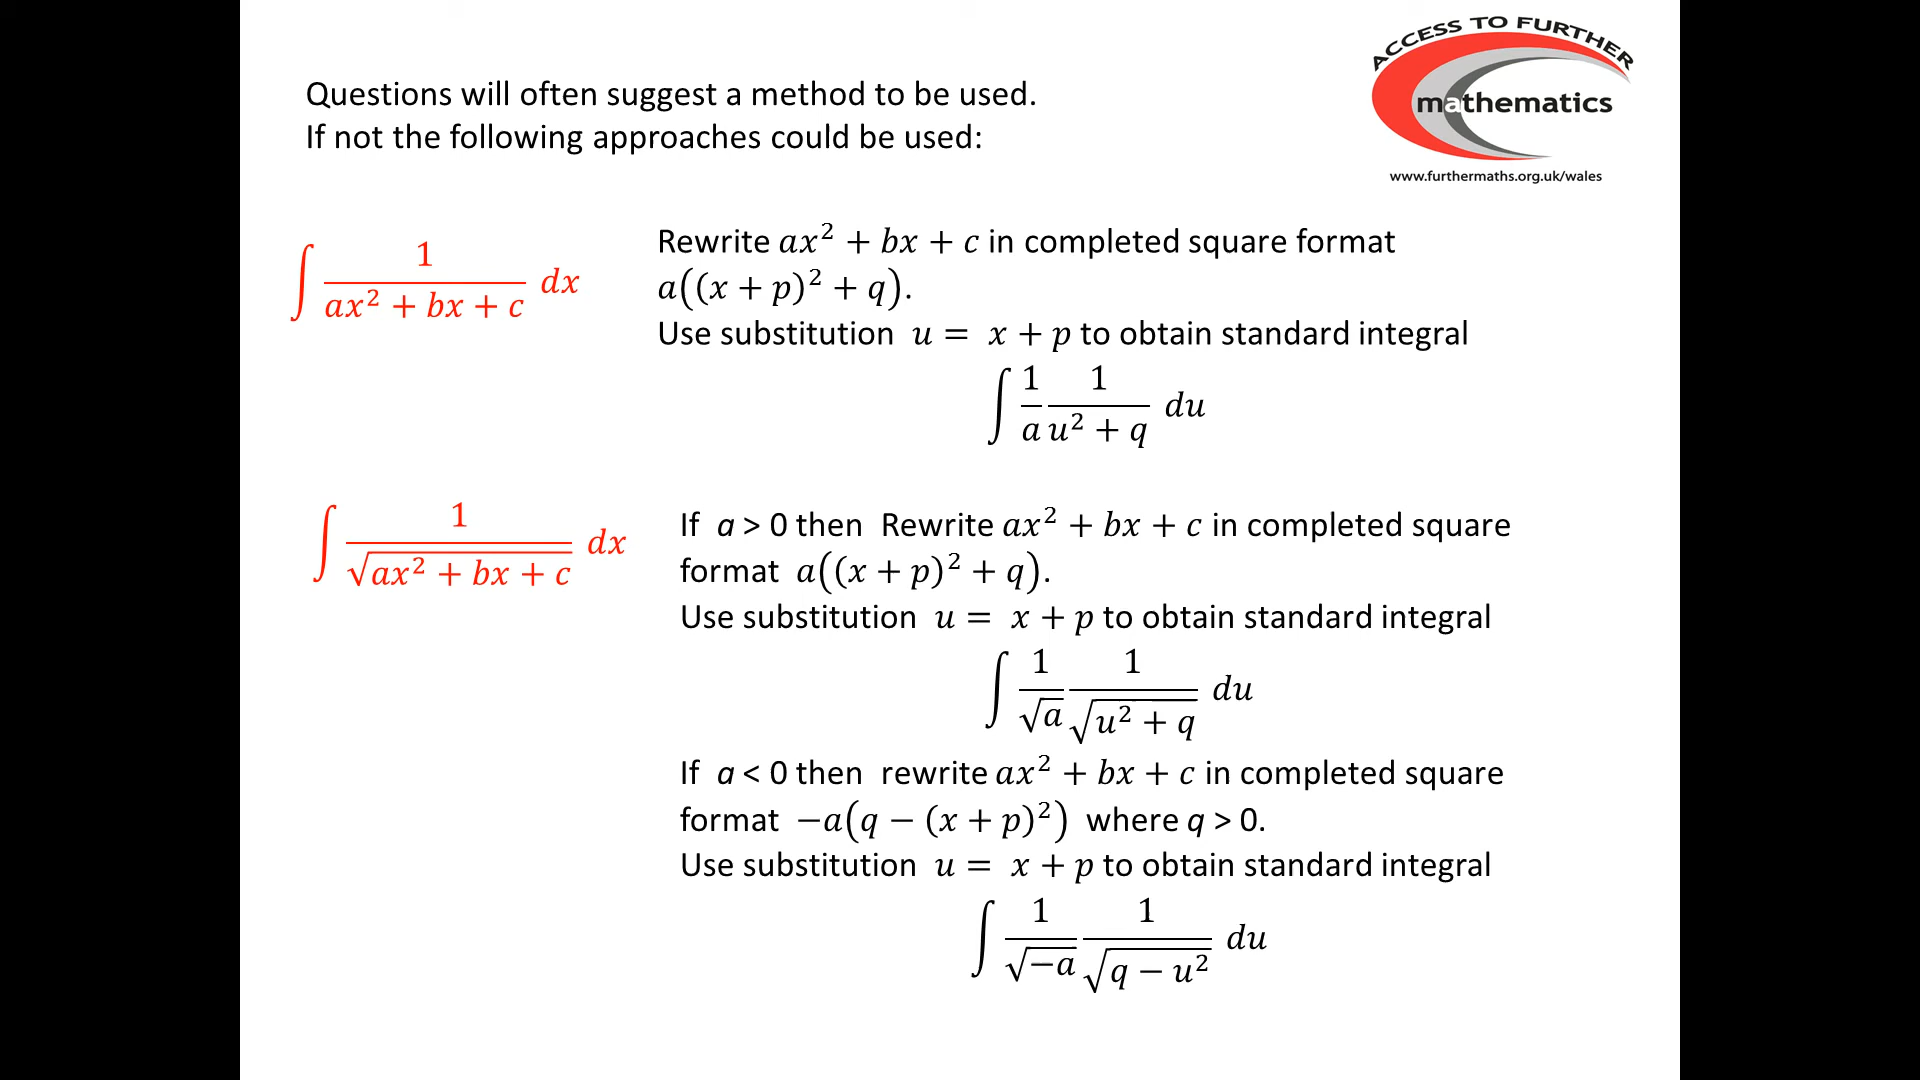 ACCESS TO FURTHER
mathematics
www.furthermaths.org.uk/wales
Questions will often suggest a method to be used.
If not the following approaches could be used:
∫ 1/(ax² + bx + c) dx
Rewrite ax² + bx + c in completed square format
a((x + p)² + q).
Use substitution u = x + p to obtain standard integral
∫ 1/a 1/(u² + q) du
∫ 1/√(ax² + bx + c) dx
If a > 0 then Rewrite ax² + bx + c in completed square
format a((x + p)² + q).
Use substitution u = x + p to obtain standard integral
∫ 1/√a 1/√(u² + q) du
If a < 0 then rewrite ax² + bx + c in completed square
format −a(q − (x + p)²) where q > 0.
Use substitution u = x + p to obtain standard integral
∫ 1/√(−a) 1/√(q − u²) du